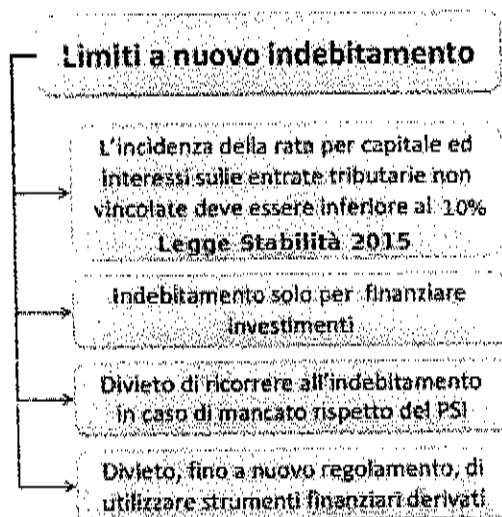 Limiti a nuovo indebitamento
L'incidenza della rata per capitale ed
interessi sulle entrate tributarie non
vincolate deve essere inferiore al 10%
Legge Stabilità 2015
Indebitamento solo per finanziare
investimenti
Divieto di ricorrere all'indebitamento
in caso di mancato rispetto del PSI
Divieto, fino a nuovo regolamento, di
utilizzare strumenti finanziari derivati